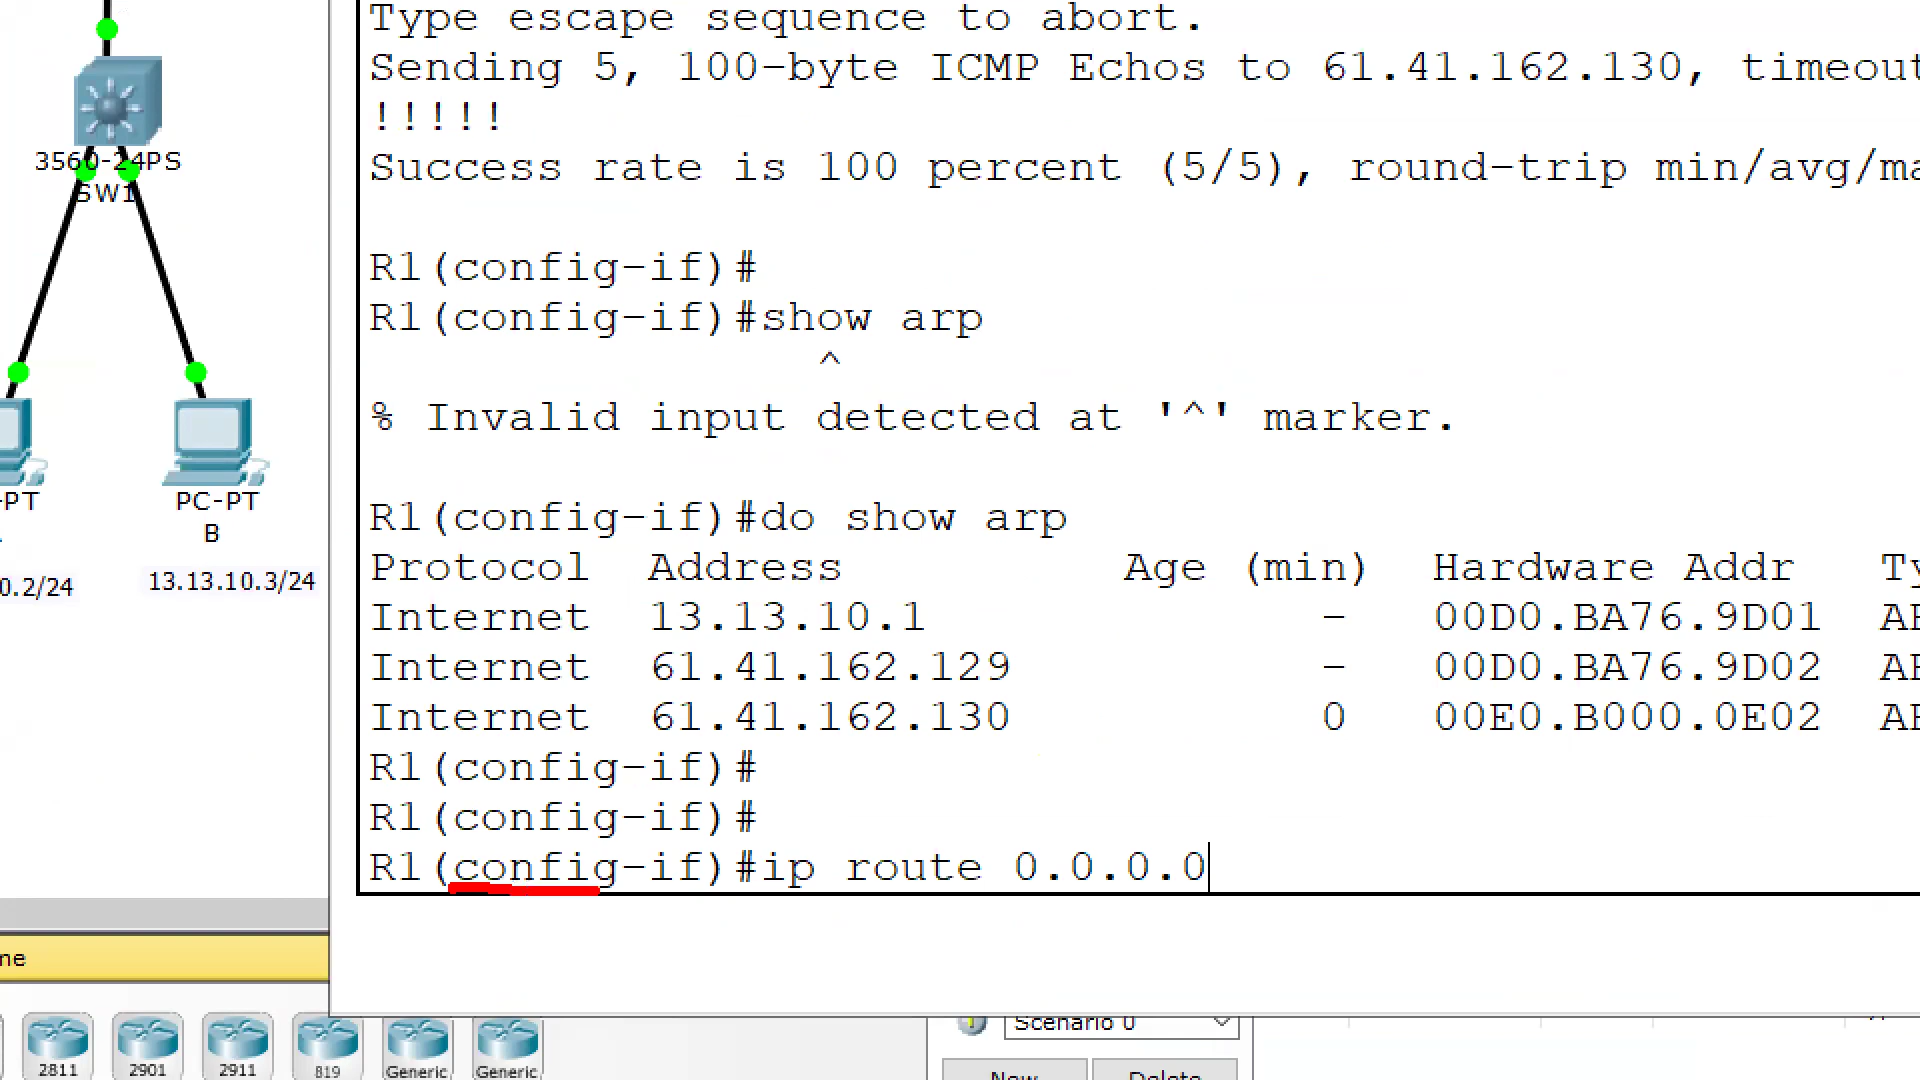 Type escape sequence to abort.
Sending 5, 100-byte ICMP Echos to 61.41.162.130, timeout
!!!!!
Success rate is 100 percent (5/5), round-trip min/avg/ma
R1(config-if)#
R1(config-if)#show arp
^
% Invalid input detected at '^' marker.
R1(config-if)#do show arp
Protocol Address Age (min) Hardware Addr Ty
Internet 13.13.10.1 - 00D0.BA76.9D01 AR
Internet 61.41.162.129 - 00D0.BA76.9D02 AR
Internet 61.41.162.130 0 00E0.B000.0E02 AR
R1(config-if)#
R1(config-if)#
R1(config-if)#ip route 0.0.0.0
3560-24PS
SW1
-PT
PC-PT
B
0.2/24
13.13.10.3/24
me
2811
2901
2911
819
Generic
Generic
Scenario 0
New
Delete